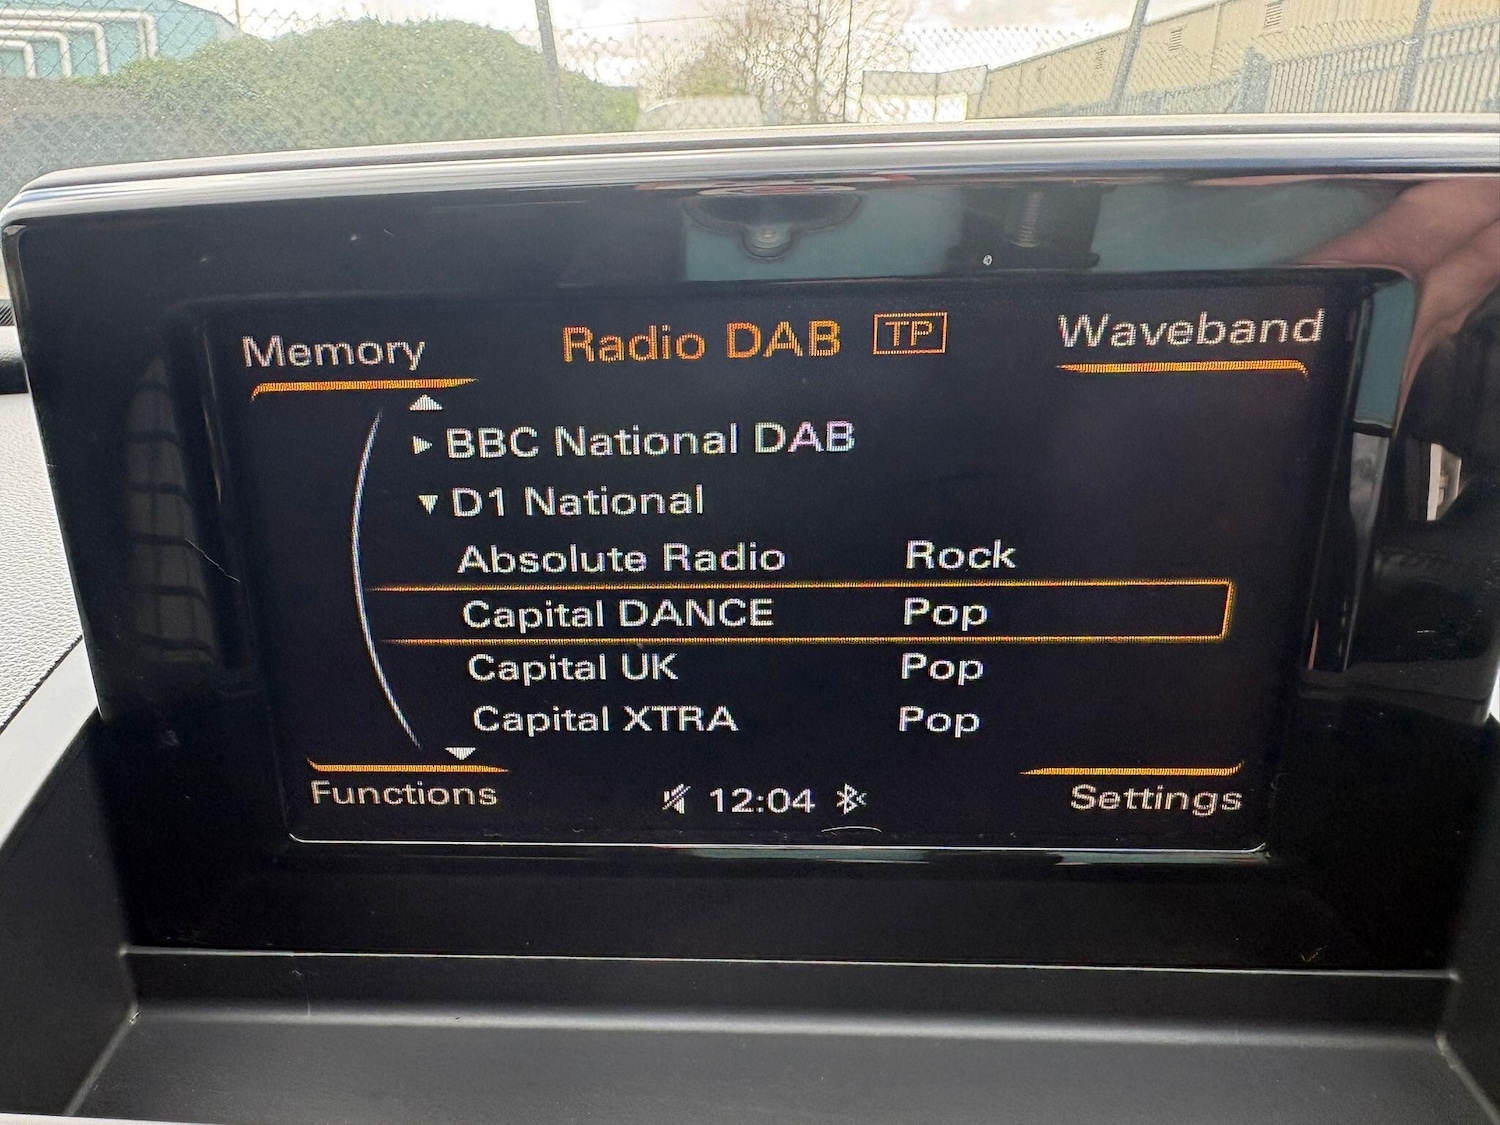 Memory
Radio DAB TP
Waveband
BBC National DAB
D1 National
Absolute Radio Rock
Capital DANCE Pop
Capital UK Pop
Capital XTRA Pop
Functions
12:04
Settings